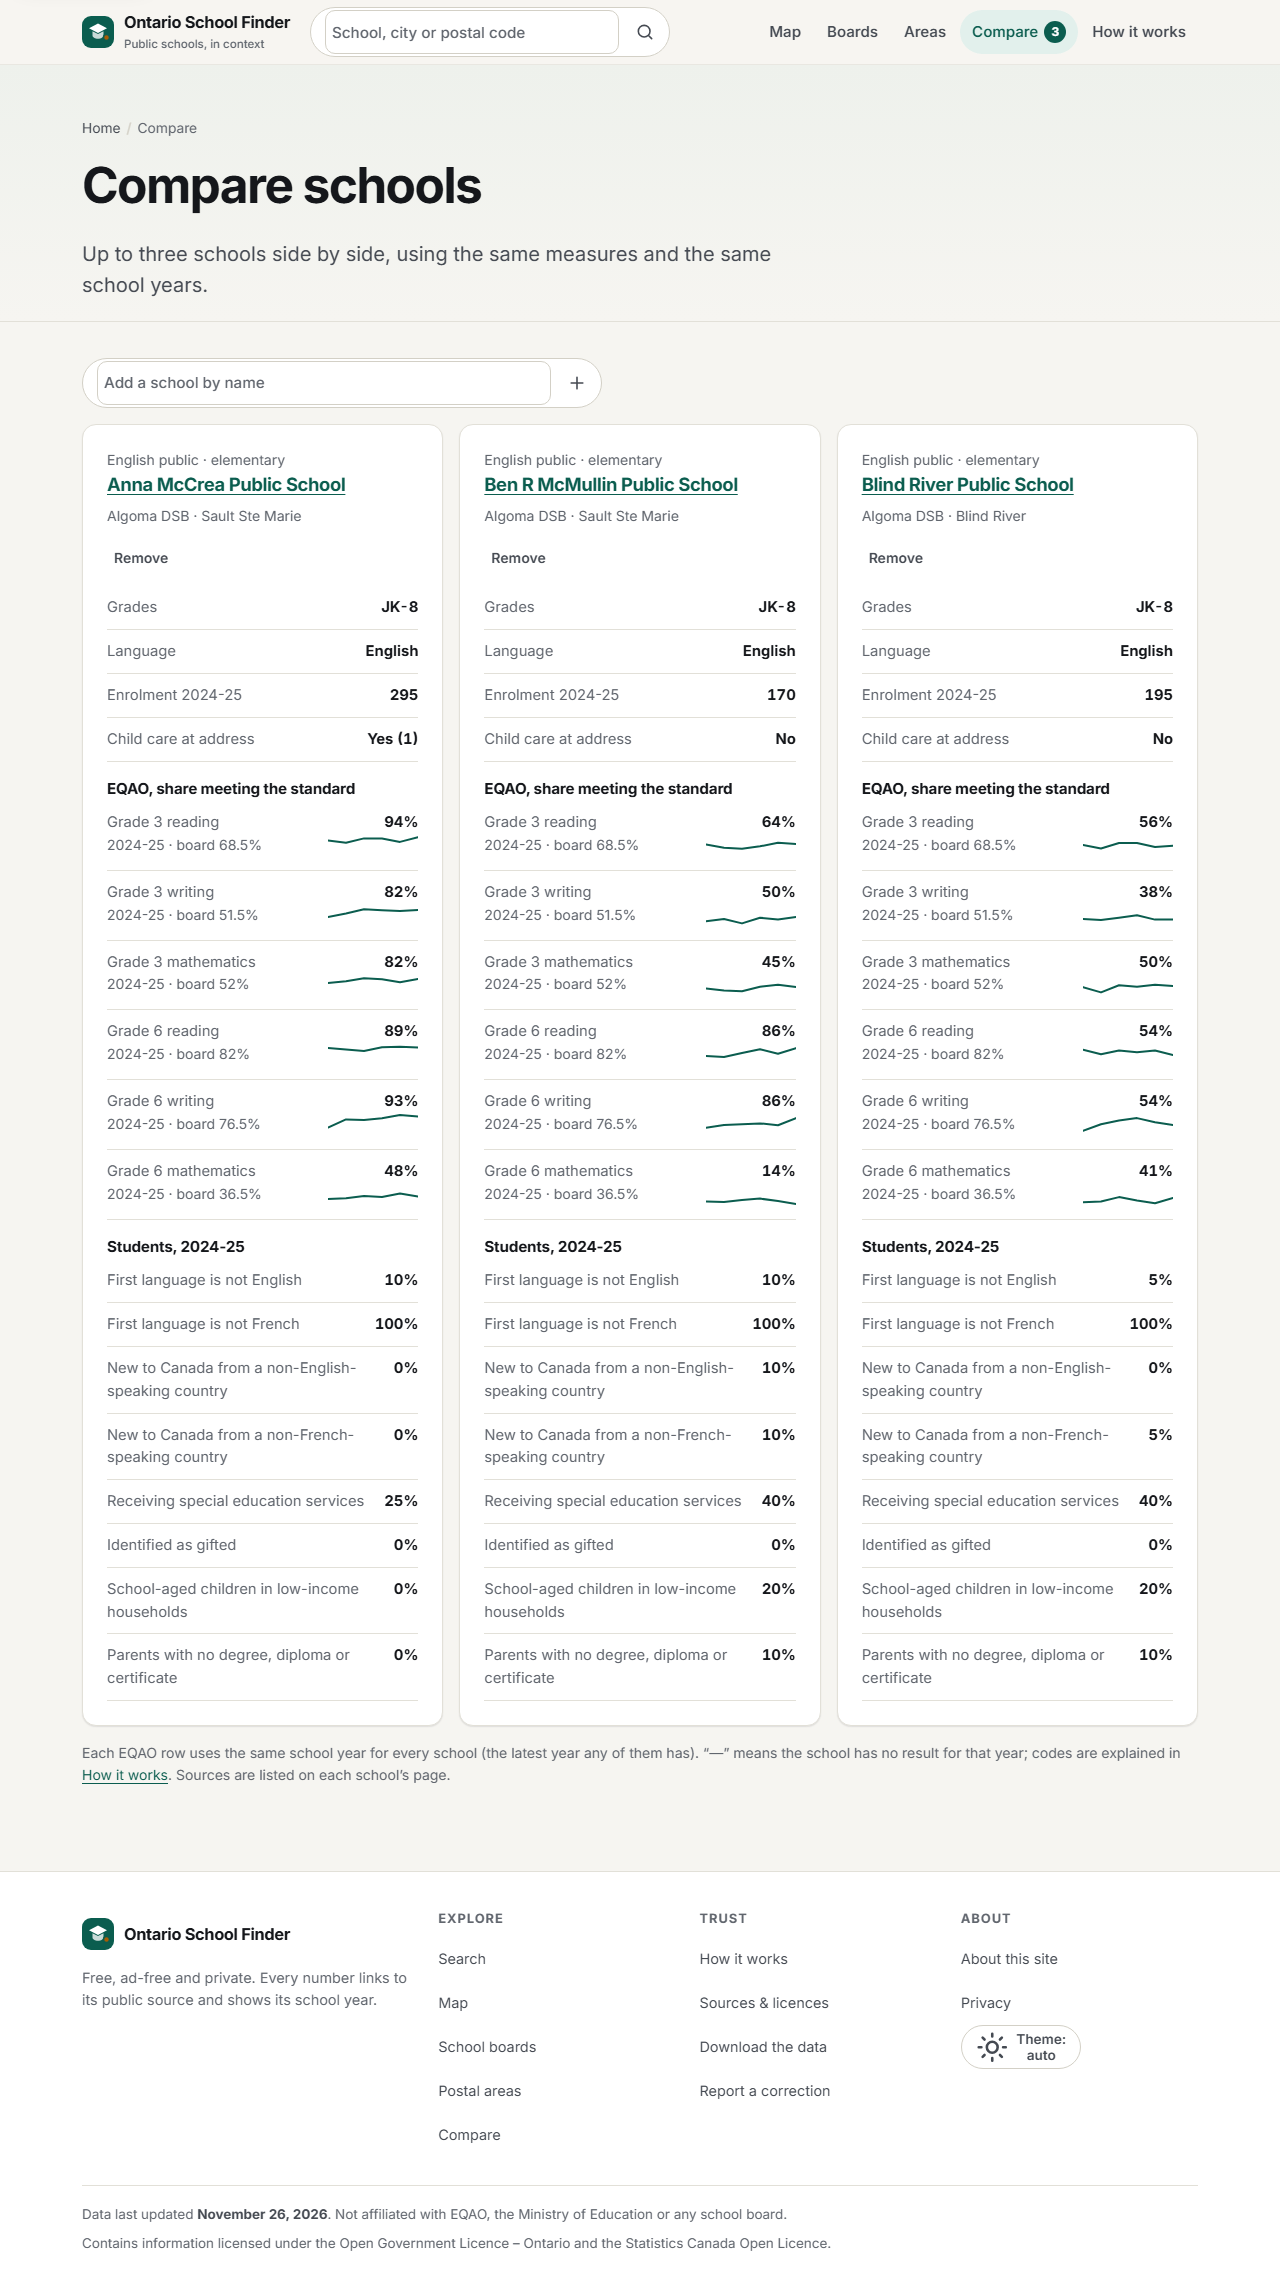 Ontario School Finder
Public schools, in context
School, city or postal code
Map
Boards
Areas
Compare 3
How it works
Home / Compare
Compare schools
Up to three schools side by side, using the same measures and the same
school years.
Add a school by name
English public · elementary
Anna McCrea Public School
Algoma DSB · Sault Ste Marie
Remove
Grades JK-8
Language English
Enrolment 2024-25 295
Child care at address Yes (1)
EQAO, share meeting the standard
Grade 3 reading 94%
2024-25 · board 68.5%
Grade 3 writing 82%
2024-25 · board 51.5%
Grade 3 mathematics 82%
2024-25 · board 52%
Grade 6 reading 89%
2024-25 · board 82%
Grade 6 writing 93%
2024-25 · board 76.5%
Grade 6 mathematics 48%
2024-25 · board 36.5%
Students, 2024-25
First language is not English 10%
First language is not French 100%
New to Canada from a non-English- 0%
speaking country
New to Canada from a non-French- 0%
speaking country
Receiving special education services 25%
Identified as gifted 0%
School-aged children in low-income 0%
households
Parents with no degree, diploma or 0%
certificate
English public · elementary
Ben R McMullin Public School
Algoma DSB · Sault Ste Marie
Remove
Grades JK-8
Language English
Enrolment 2024-25 170
Child care at address No
EQAO, share meeting the standard
Grade 3 reading 64%
2024-25 · board 68.5%
Grade 3 writing 50%
2024-25 · board 51.5%
Grade 3 mathematics 45%
2024-25 · board 52%
Grade 6 reading 86%
2024-25 · board 82%
Grade 6 writing 86%
2024-25 · board 76.5%
Grade 6 mathematics 14%
2024-25 · board 36.5%
Students, 2024-25
First language is not English 10%
First language is not French 100%
New to Canada from a non-English- 10%
speaking country
New to Canada from a non-French- 10%
speaking country
Receiving special education services 40%
Identified as gifted 0%
School-aged children in low-income 20%
households
Parents with no degree, diploma or 10%
certificate
English public · elementary
Blind River Public School
Algoma DSB · Blind River
Remove
Grades JK-8
Language English
Enrolment 2024-25 195
Child care at address No
EQAO, share meeting the standard
Grade 3 reading 56%
2024-25 · board 68.5%
Grade 3 writing 38%
2024-25 · board 51.5%
Grade 3 mathematics 50%
2024-25 · board 52%
Grade 6 reading 54%
2024-25 · board 82%
Grade 6 writing 54%
2024-25 · board 76.5%
Grade 6 mathematics 41%
2024-25 · board 36.5%
Students, 2024-25
First language is not English 5%
First language is not French 100%
New to Canada from a non-English- 0%
speaking country
New to Canada from a non-French- 5%
speaking country
Receiving special education services 40%
Identified as gifted 0%
School-aged children in low-income 20%
households
Parents with no degree, diploma or 10%
certificate
Each EQAO row uses the same school year for every school (the latest year any of them has). “—” means the school has no result for that year; codes are explained in
How it works. Sources are listed on each school’s page.
Ontario School Finder
Free, ad-free and private. Every number links to
its public source and shows its school year.
EXPLORE
Search
Map
School boards
Postal areas
Compare
TRUST
How it works
Sources & licences
Download the data
Report a correction
ABOUT
About this site
Privacy
Theme:
auto
Data last updated November 26, 2026. Not affiliated with EQAO, the Ministry of Education or any school board.
Contains information licensed under the Open Government Licence – Ontario and the Statistics Canada Open Licence.